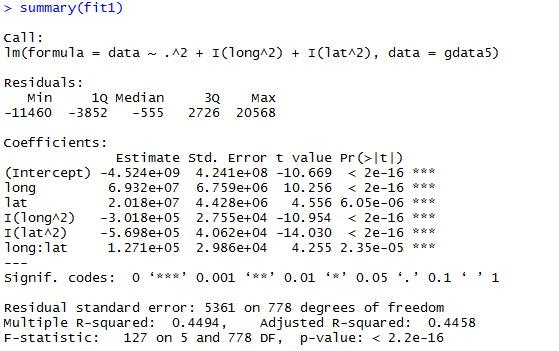 > summary(fit1)
Call:
lm(formula = data ~ .^2 + I(long^2) + I(lat^2), data = gdata5)
Residuals:
Min 1Q Median 3Q Max
-11460 -3852 -555 2726 20568
Coefficients:
Estimate Std. Error t value Pr(>|t|)
(Intercept) -4.524e+09 4.241e+08 -10.669 < 2e-16 ***
long 6.932e+07 6.759e+06 10.256 < 2e-16 ***
lat 2.018e+07 4.428e+06 4.556 6.05e-06 ***
I(long^2) -3.018e+05 2.755e+04 -10.954 < 2e-16 ***
I(lat^2) -5.698e+05 4.062e+04 -14.030 < 2e-16 ***
long:lat 1.271e+05 2.986e+04 4.255 2.35e-05 ***
---
Signif. codes: 0 ‘***’ 0.001 ‘**’ 0.01 ‘*’ 0.05 ‘.’ 0.1 ‘ ’ 1
Residual standard error: 5361 on 778 degrees of freedom
Multiple R-squared: 0.4494, Adjusted R-squared: 0.4458
F-statistic: 127 on 5 and 778 DF, p-value: < 2.2e-16